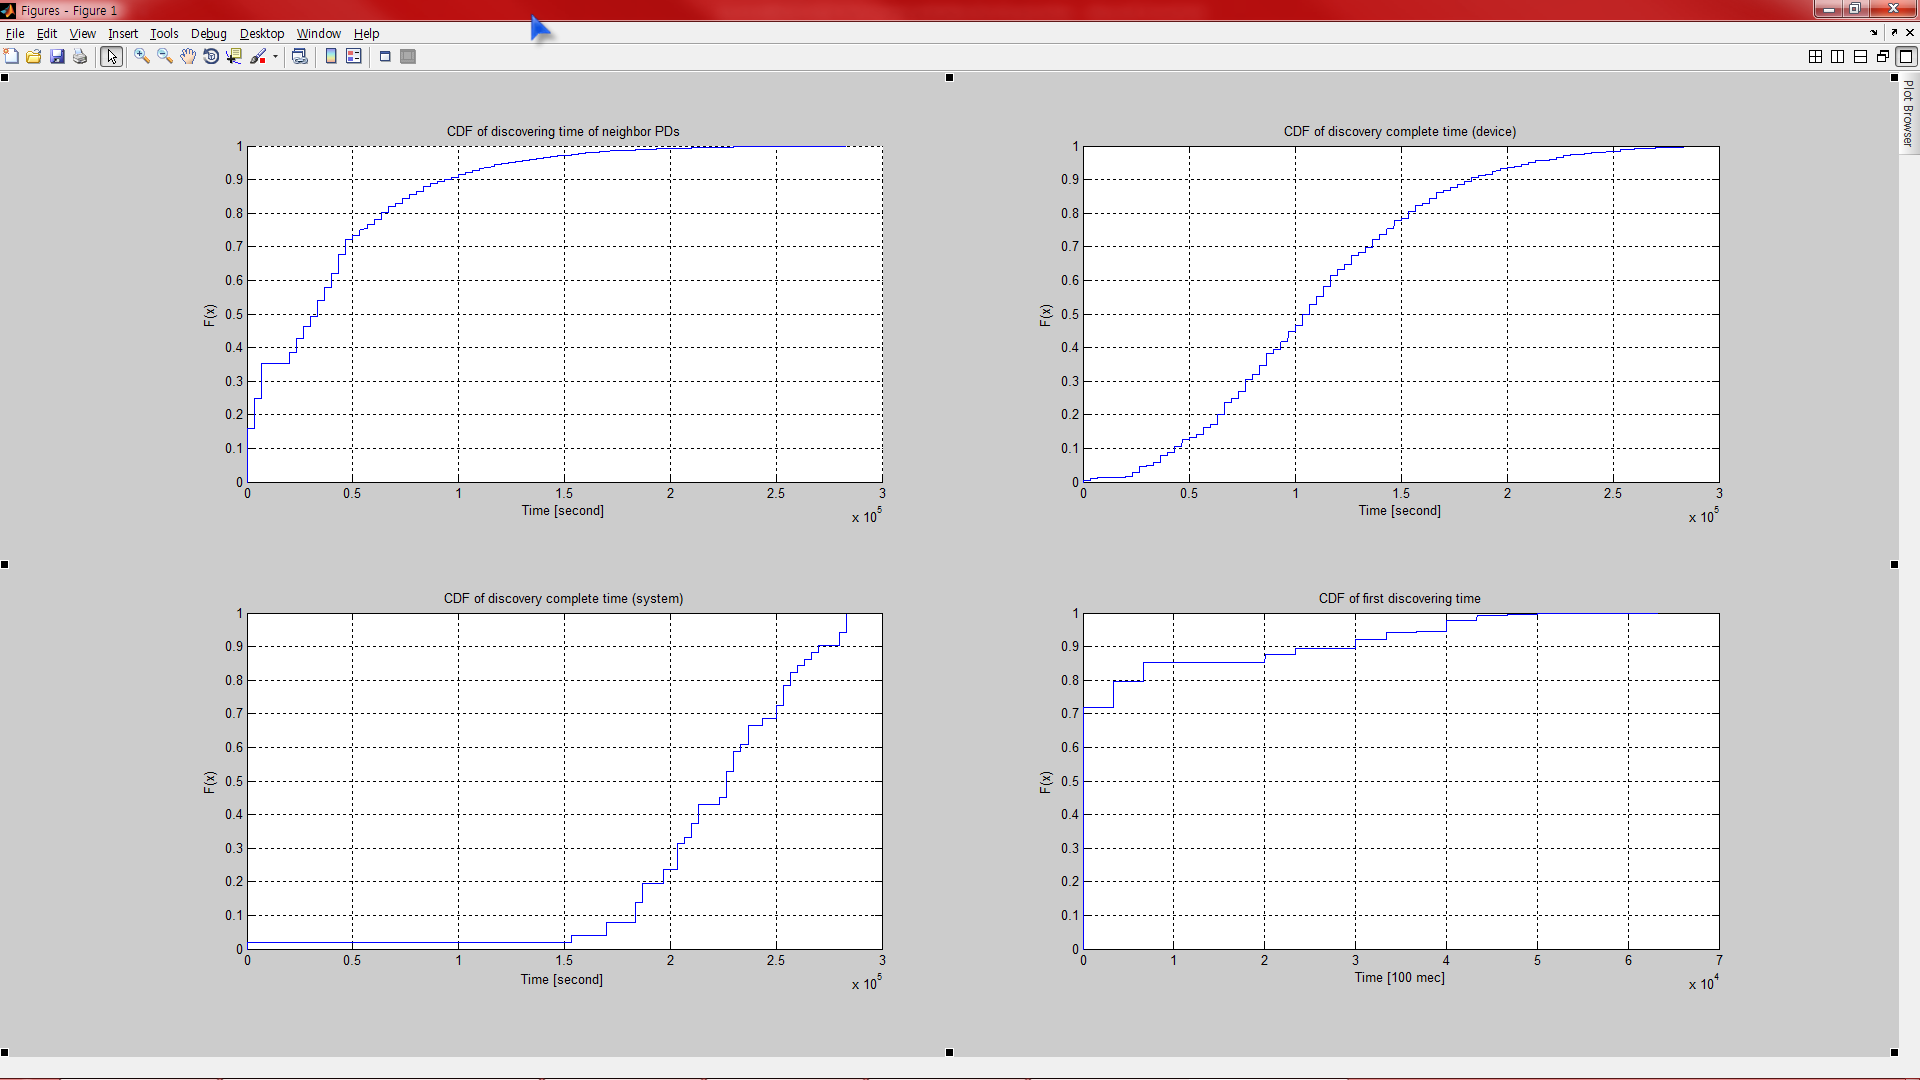 Figures - Figure 1
File Edit View Insert Tools Debug Desktop Window Help
Plot Browser
CDF of discovering time of neighbor PDs
1
0.9
0.8
0.7
0.6
0.5
0.4
0.3
0.2
0.1
0
F(x)
0 0.5 1 1.5 2 2.5 3
Time [second]
x 10^5
CDF of discovery complete time (device)
1
0.9
0.8
0.7
0.6
0.5
0.4
0.3
0.2
0.1
0
F(x)
0 0.5 1 1.5 2 2.5 3
Time [second]
x 10^5
CDF of discovery complete time (system)
1
0.9
0.8
0.7
0.6
0.5
0.4
0.3
0.2
0.1
0
F(x)
0 0.5 1 1.5 2 2.5 3
Time [second]
x 10^5
CDF of first discovering time
1
0.9
0.8
0.7
0.6
0.5
0.4
0.3
0.2
0.1
0
F(x)
0 1 2 3 4 5 6 7
Time [100 mec]
x 10^4